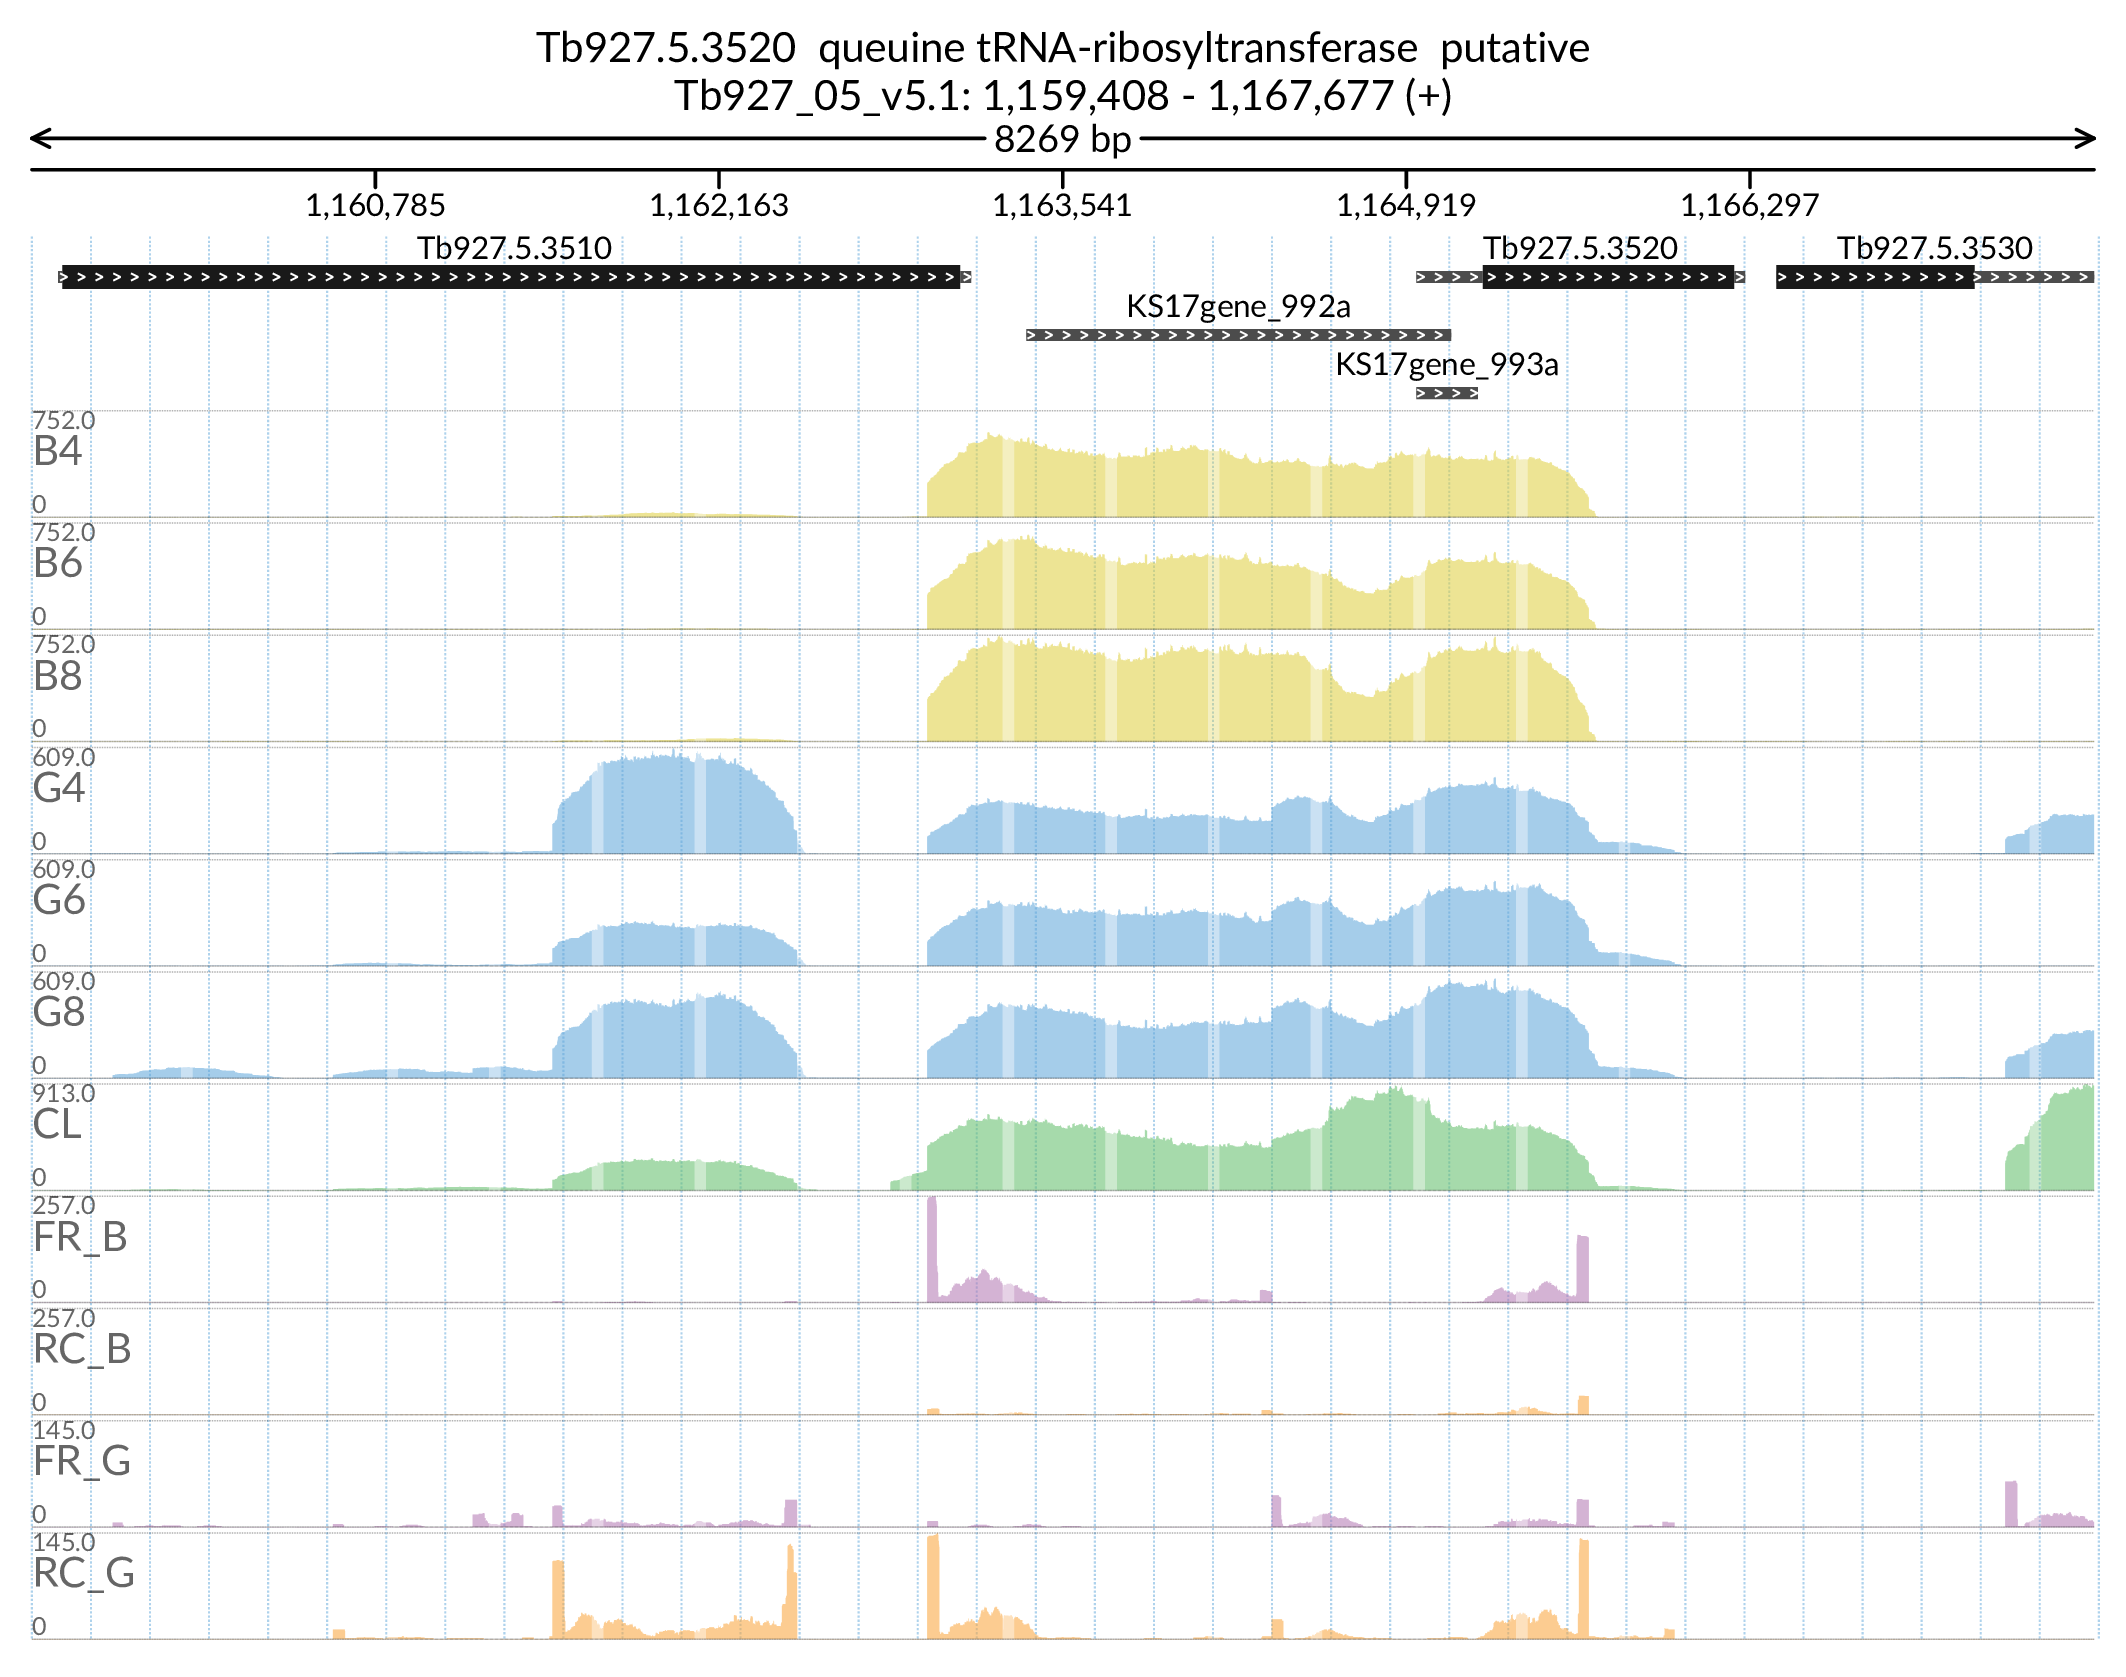 Tb927.5.3520 queuine tRNA-ribosyltransferase putative
Tb927_05_v5.1: 1,159,408 - 1,167,677 (+)
8269 bp
1,160,785 1,162,163 1,163,541 1,164,919 1,166,297
Tb927.5.3510 Tb927.5.3520 Tb927.5.3530
KS17gene_992a
KS17gene_993a
752.0
B4
0
752.0
B6
0
752.0
B8
0
609.0
G4
0
609.0
G6
0
609.0
G8
0
913.0
CL
0
257.0
FR_B
0
257.0
RC_B
0
145.0
FR_G
0
145.0
RC_G
0